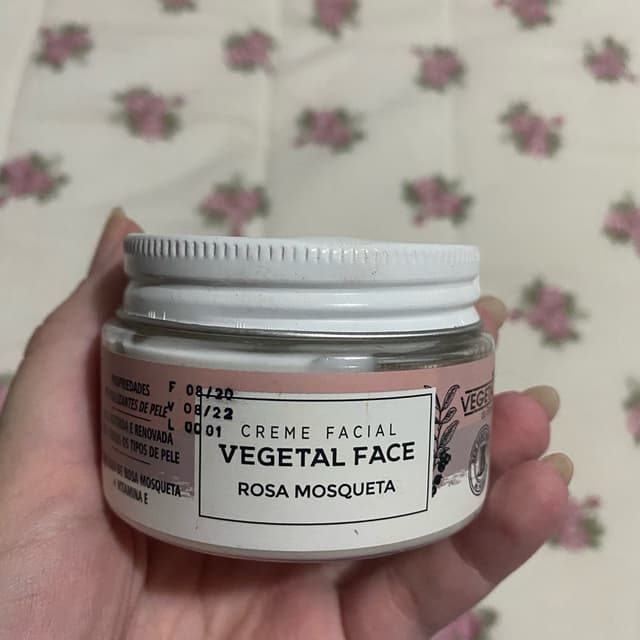 PROPRIEDADES
DE PELE
E RENOVADA
OS TIPOS DE PELE
DE ROSA MOSQUETA
+ VITAMINA E
F 08/20
V 08/22
L 0001
CREME FACIAL
VEGETAL FACE
ROSA MOSQUETA